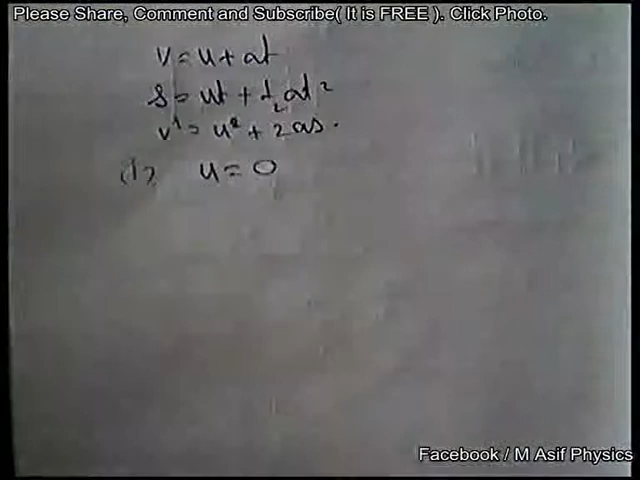 Please Share, Comment and Subscribe( It is FREE ). Click Photo.
v = u + at
s = ut + 1/2 at²
v² = u² + 2as.
(1) u = 0
Facebook / M Asif Physics